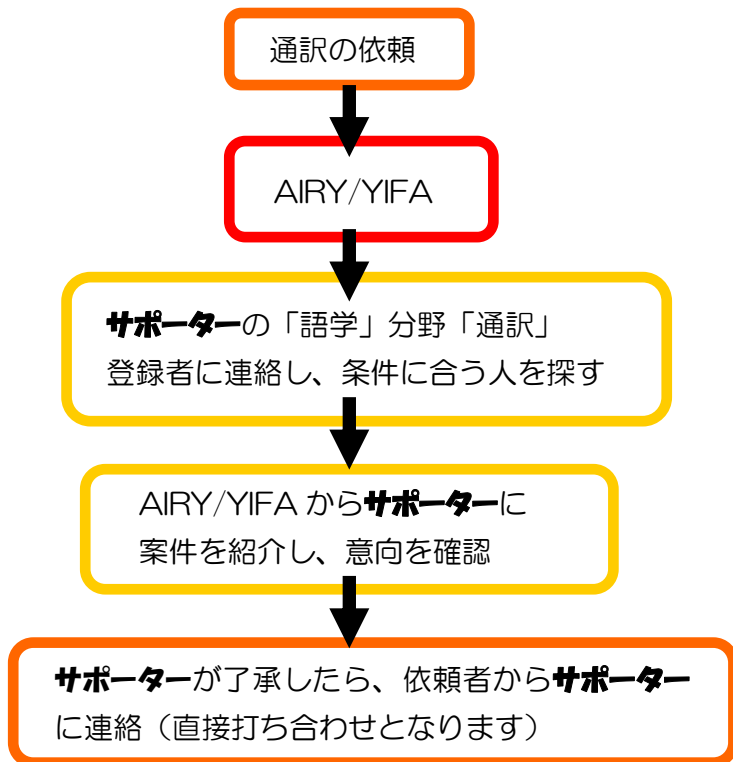 通訳の依頼
AIRY/YIFA
サポーターの「語学」分野「通訳」
登録者に連絡し、条件に合う人を探す
AIRY/YIFA からサポーターに
案件を紹介し、意向を確認
サポーターが了承したら、依頼者からサポーター
に連絡（直接打ち合わせとなります）